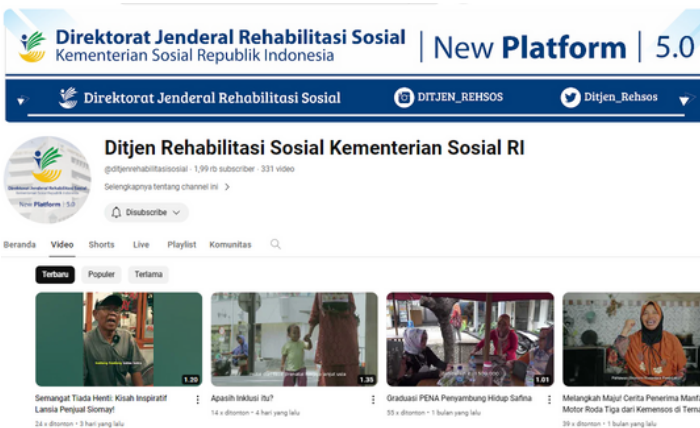 Direktorat Jenderal Rehabilitasi Sosial
Kementerian Sosial Republik Indonesia
New Platform | 5.0
Direktorat Jenderal Rehabilitasi Sosial
DITJEN_REHSOS
Ditjen_Rehsos
Ditjen Rehabilitasi Sosial Kementerian Sosial RI
@ditjenrehabilitasisosial · 1,99 rb subscriber · 331 video
Selengkapnya tentang channel ini
New Platform | 5.0
Disubscribe
Beranda Video Shorts Live Playlist Komunitas
Terbaru Populer Terlama
1.20
1.35
1.01
Semangat Tiada Henti: Kisah Inspiratif
Lansia Penjual Siomay!
24 x ditonton · 3 hari yang lalu
Apasih Inklusi itu?
14 x ditonton · 4 hari yang lalu
Graduasi PENA Penyambung Hidup Safina
55 x ditonton · 1 bulan yang lalu
Melangkah Maju! Cerita Penerima Manfa
Motor Roda Tiga dari Kemensos di Terna
39 x ditonton · 1 bulan yang lalu